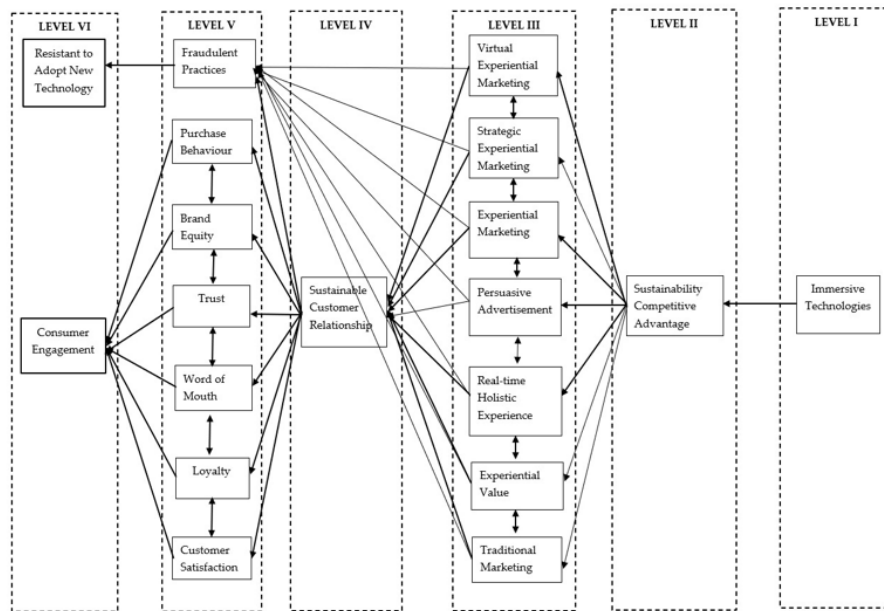 LEVEL VI
Resistant to
Adopt New
Technology
Consumer
Engagement
LEVEL V
Fraudulent
Practices
Purchase
Behaviour
Brand
Equity
Trust
Word of
Mouth
Loyalty
Customer
Satisfaction
LEVEL IV
Sustainable
Customer
Relationship
LEVEL III
Virtual
Experiential
Marketing
Strategic
Experiential
Marketing
Experiential
Marketing
Persuasive
Advertisement
Real-time
Holistic
Experience
Experiential
Value
Traditional
Marketing
LEVEL II
Sustainability
Competitive
Advantage
LEVEL I
Immersive
Technologies